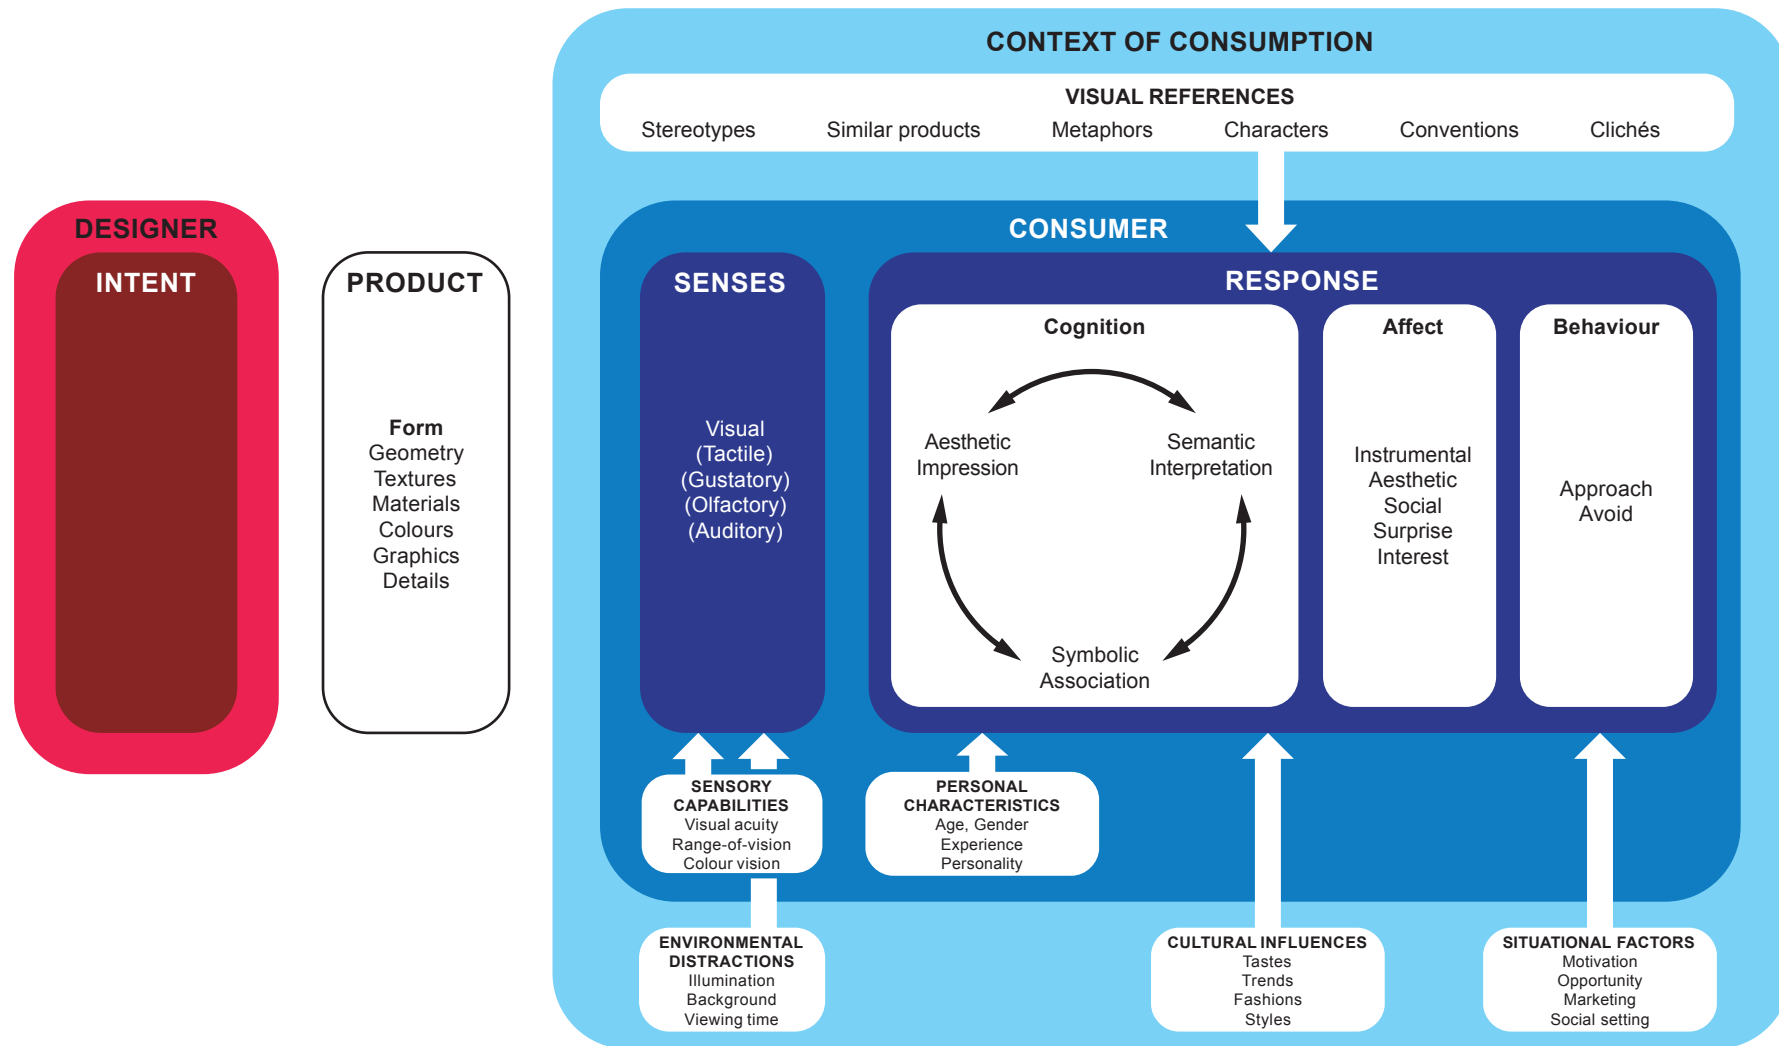 CONTEXT OF CONSUMPTION
VISUAL REFERENCES
Stereotypes Similar products Metaphors Characters Conventions Clichés
DESIGNER
INTENT
PRODUCT
Form
Geometry
Textures
Materials
Colours
Graphics
Details
CONSUMER
SENSES
Visual
(Tactile)
(Gustatory)
(Olfactory)
(Auditory)
RESPONSE
Cognition
Aesthetic
Impression
Semantic
Interpretation
Symbolic
Association
Affect
Instrumental
Aesthetic
Social
Surprise
Interest
Behaviour
Approach
Avoid
SENSORY
CAPABILITIES
Visual acuity
Range-of-vision
Colour vision
PERSONAL
CHARACTERISTICS
Age, Gender
Experience
Personality
ENVIRONMENTAL
DISTRACTIONS
Illumination
Background
Viewing time
CULTURAL INFLUENCES
Tastes
Trends
Fashions
Styles
SITUATIONAL FACTORS
Motivation
Opportunity
Marketing
Social setting